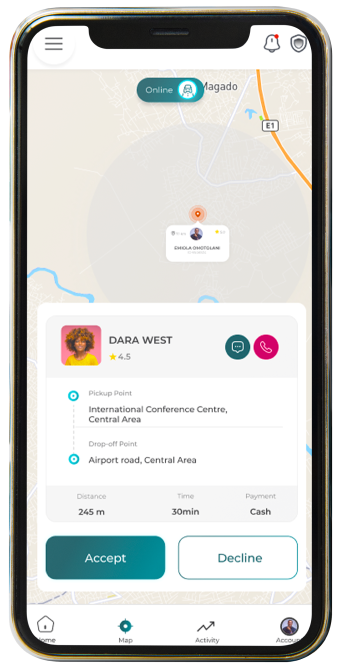 Online
Magado
E1
EMIOLA OMOTOLANI
DARA WEST
4.5
Pickup Point
International Conference Centre,
Central Area
Drop-off Point
Airport road, Central Area
Distance Time Payment
245 m 30min Cash
Accept Decline
Home Map Activity Account